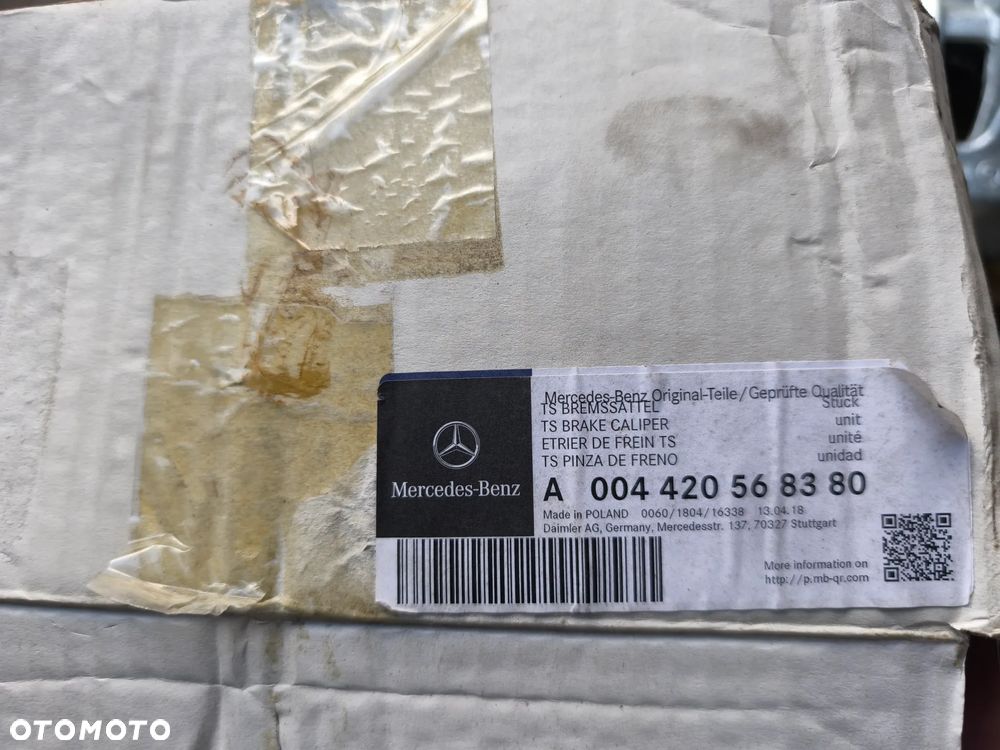 Mercedes-Benz Original-Teile/Geprüfte Qualität
TS BREMSSATTEL Stück
TS BRAKE CALIPER unit
ETRIER DE FREIN TS unité
TS PINZA DE FRENO unidad
Mercedes-Benz
A 004 420 56 83 80
Made in POLAND 0060/1804/16338 13.04.18
Daimler AG, Germany, Mercedesstr. 137, 70327 Stuttgart
More information on
http://p.mb-qr.com
OTOMOTO